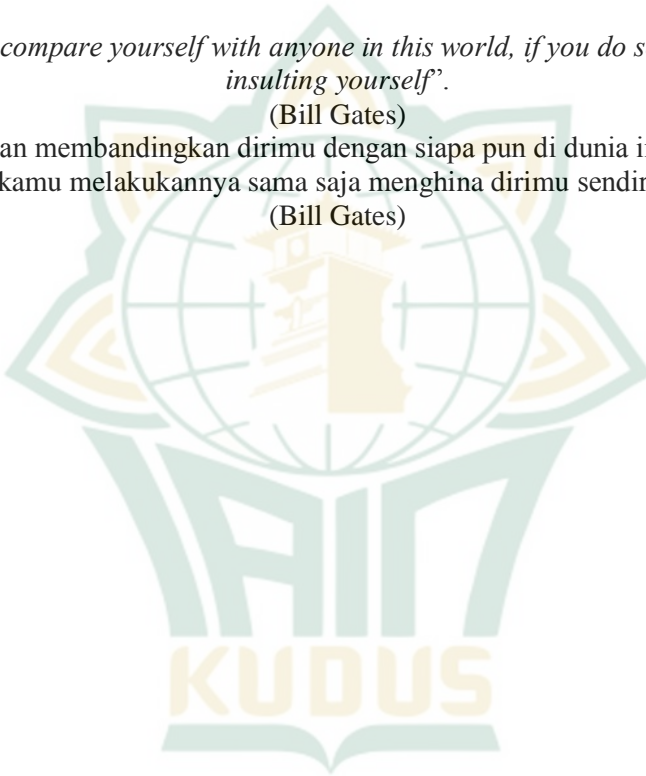 compare yourself with anyone in this world, if you do s
insulting yourself”.
(Bill Gates)
an membandingkan dirimu dengan siapa pun di dunia i
kamu melakukannya sama saja menghina dirimu sendir
(Bill Gates)
IAIN
KUDUS